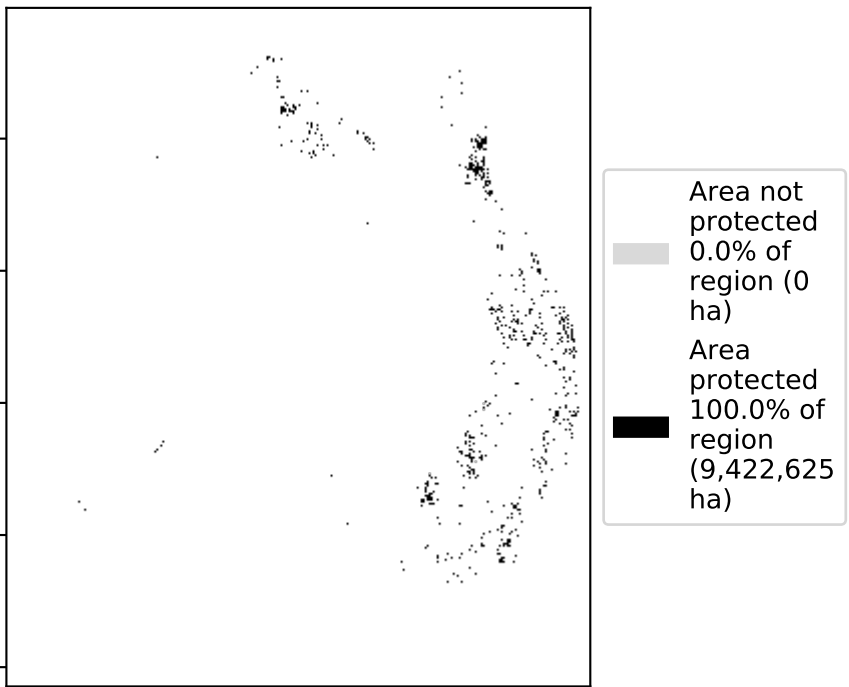 Area not
protected
0.0% of
region (0
ha)
Area
protected
100.0% of
region
(9,422,625
ha)